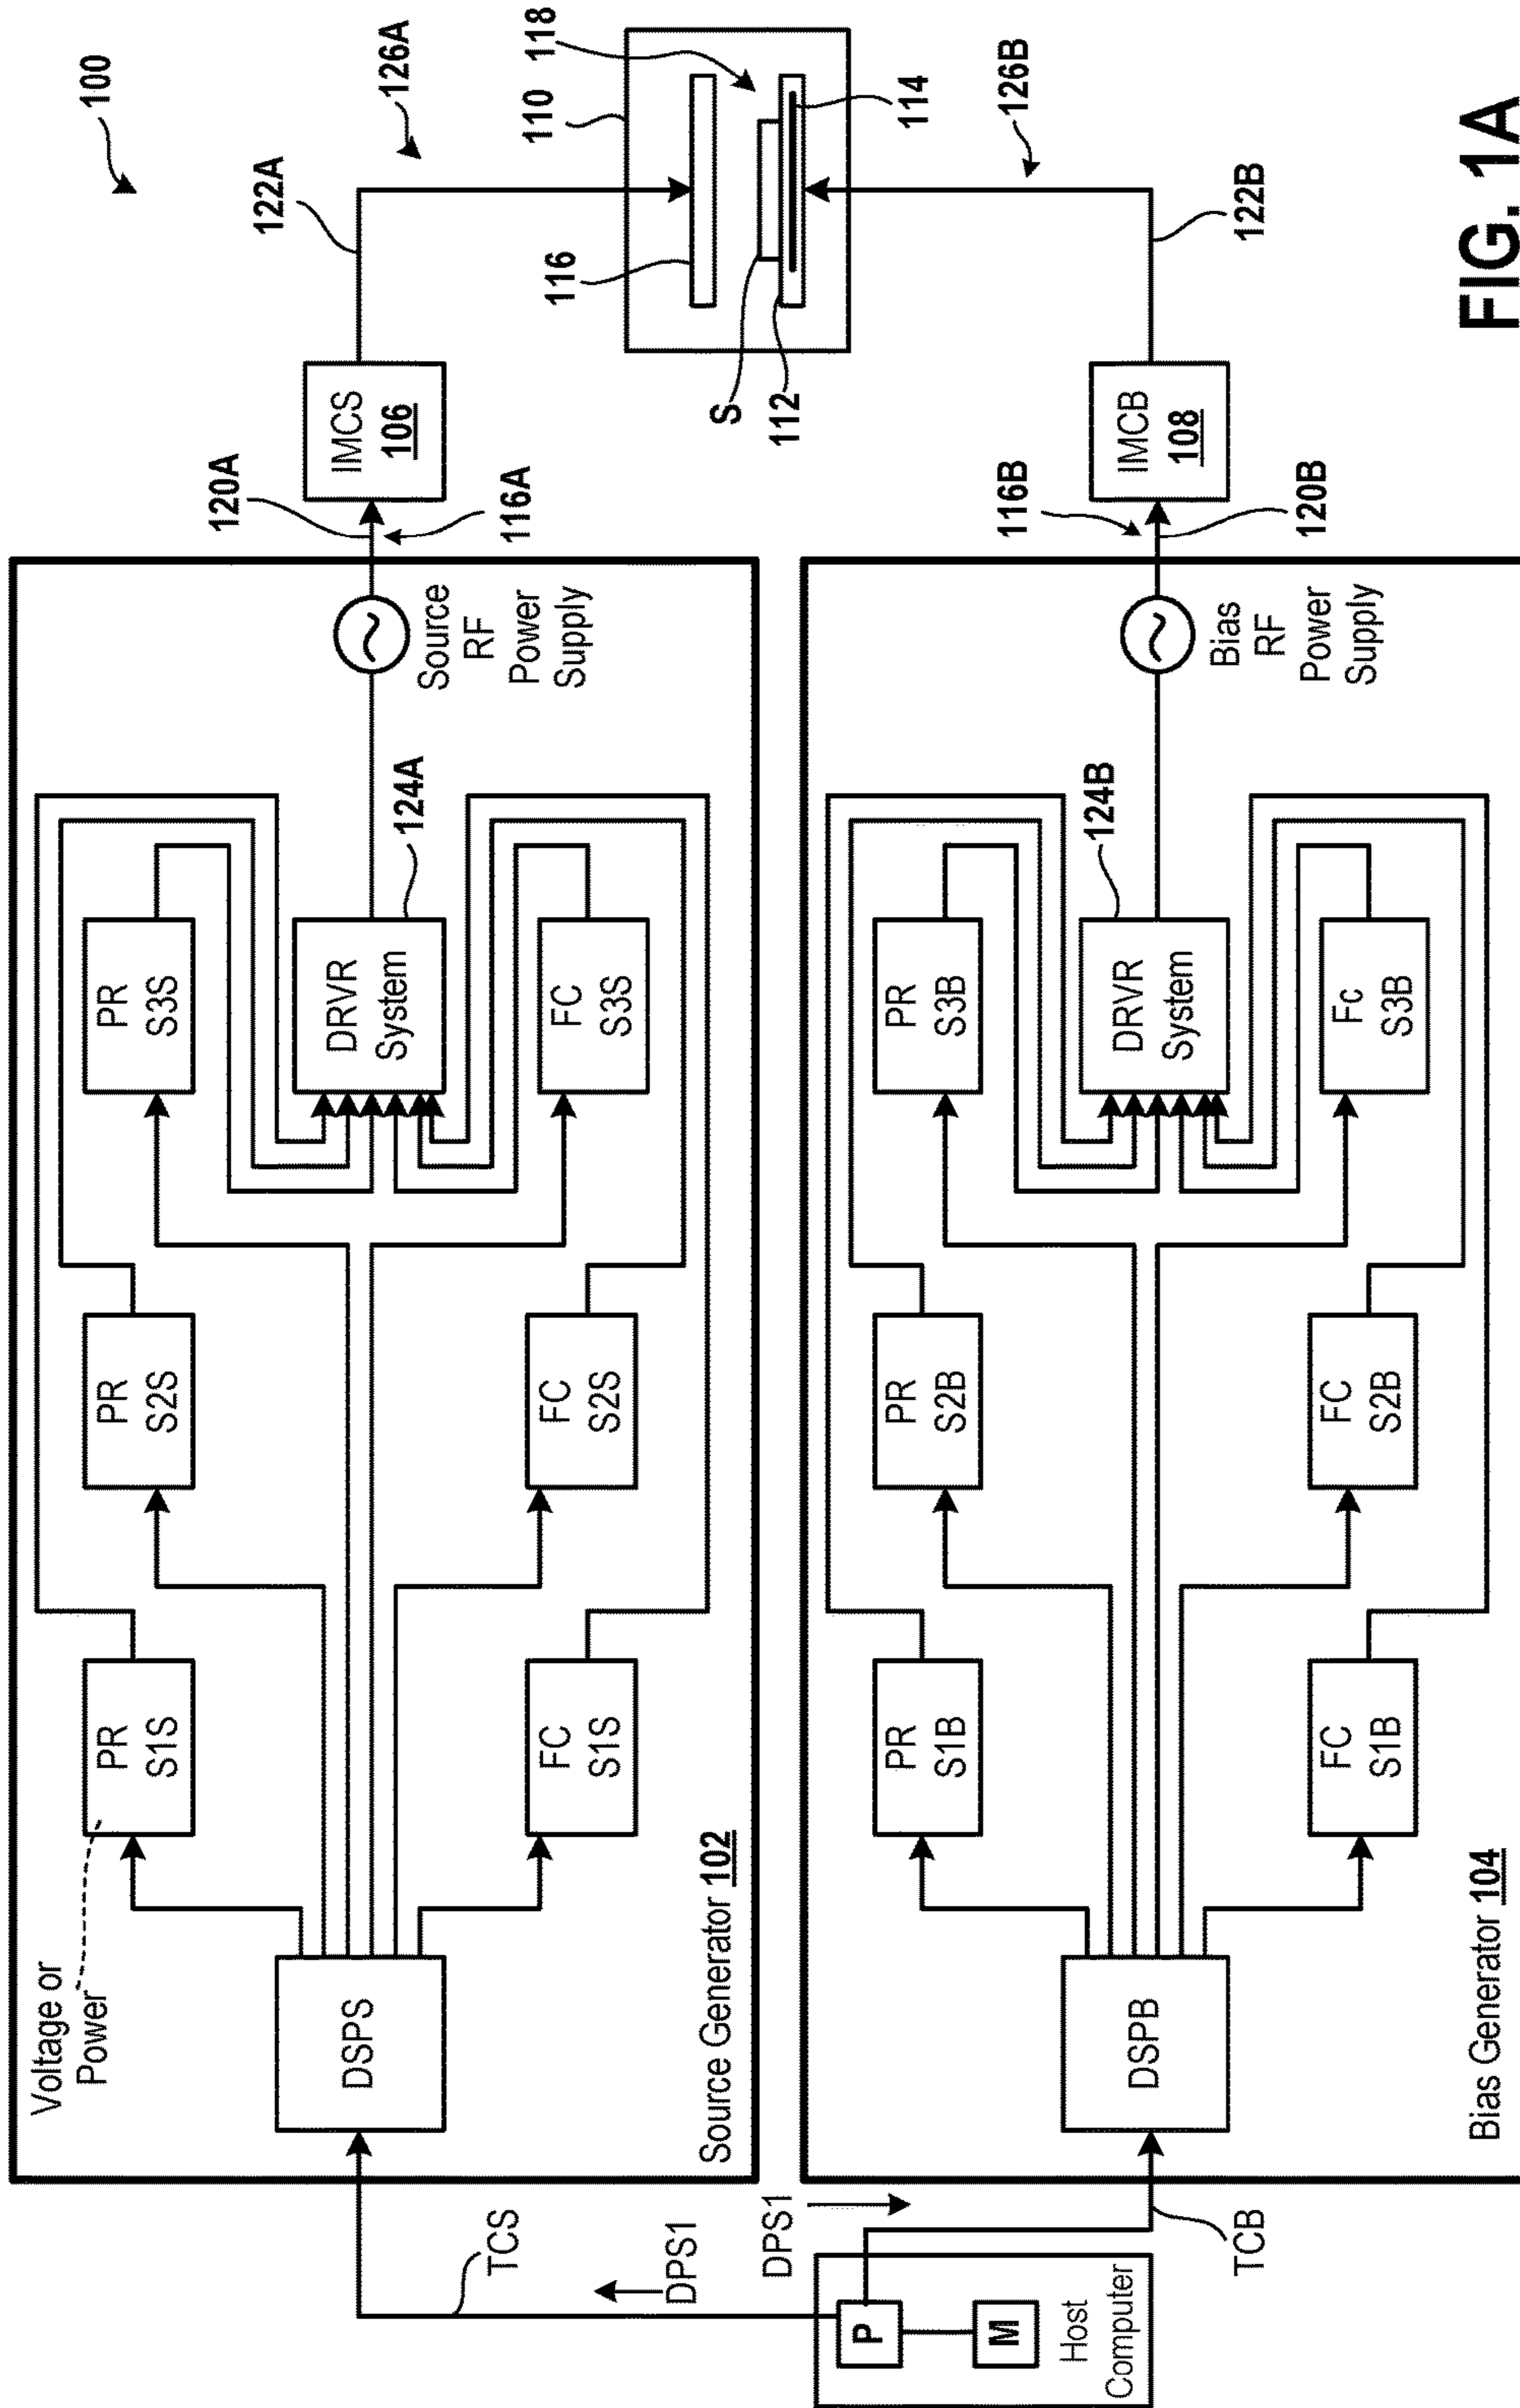 100
126A
122A
118
110
116
S
112
114
126B
122B
IMCS
106
120A
116A
IMCB
108
116B
120B
Source
RF
Power
Supply
124A
DRVR
System
PR
S3S
FC
S3S
PR
S2S
FC
S2S
PR
S1S
FC
S1S
Voltage or
Power
DSPS
Source Generator 102
Bias
RF
Power
Supply
124B
DRVR
System
PR
S3B
Fc
S3B
PR
S2B
FC
S2B
PR
S1B
FC
S1B
DSPB
Bias Generator 104
TCS
DPS1
DPS1
TCB
P
M
Host
Computer
FIG. 1A